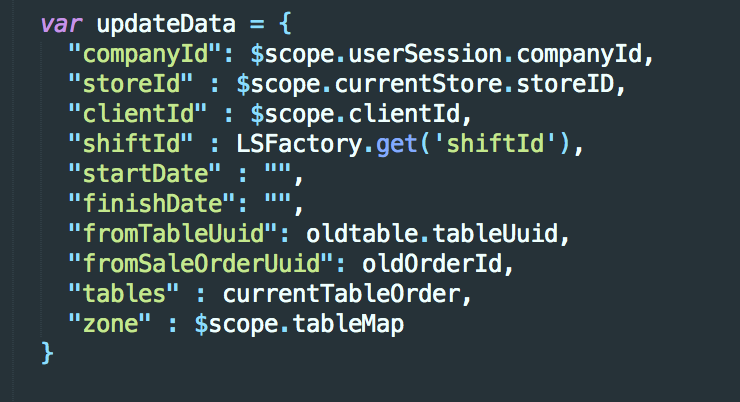 var updateData = {
"companyId": $scope.userSession.companyId,
"storeId" : $scope.currentStore.storeID,
"clientId" : $scope.clientId,
"shiftId" : LSFactory.get('shiftId'),
"startDate" : "",
"finishDate": "",
"fromTableUuid": oldtable.tableUuid,
"fromSaleOrderUuid": oldOrderId,
"tables" : currentTableOrder,
"zone" : $scope.tableMap
}